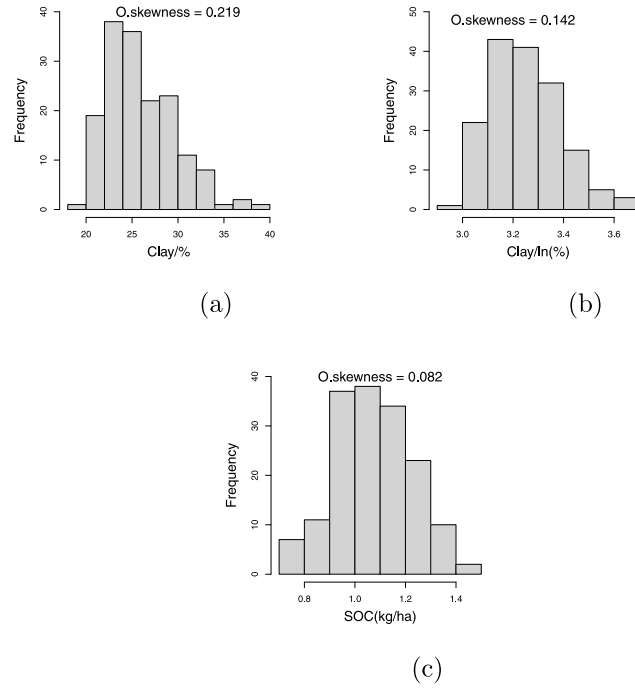 O.skewness = 0.219
Frequency
0 10 20 30 40
20 25 30 35 40
Clay/%
(a)
O.skewness = 0.142
Frequency
0 10 20 30 40 50
3.0 3.2 3.4 3.6
Clay/ln(%)
(b)
O.skewness = 0.082
Frequency
0 10 20 30 40
0.8 1.0 1.2 1.4
SOC(kg/ha)
(c)